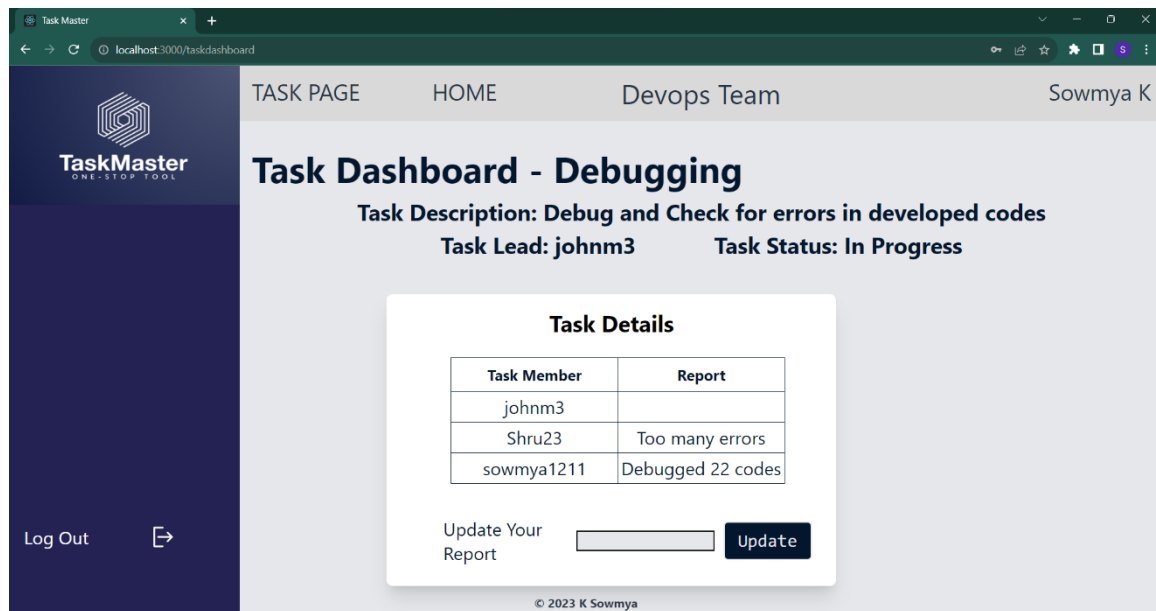 Task Master
localhost:3000/taskdashboard
S
TASK PAGE HOME Devops Team Sowmya K
TaskMaster
ONE-STOP TOOL
Task Dashboard - Debugging
Task Description: Debug and Check for errors in developed codes
Task Lead: johnm3 Task Status: In Progress
Task Details
Task Member Report
johnm3
Shru23 Too many errors
sowmya1211 Debugged 22 codes
Update Your
Report
Update
Log Out
© 2023 K Sowmya